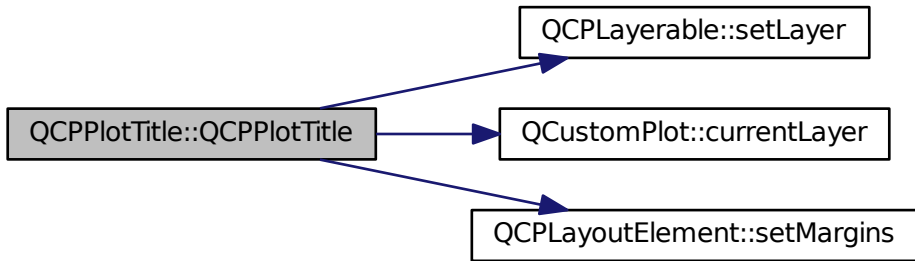 QCPLayerable::setLayer
QCPPlotTitle::QCPPlotTitle
QCustomPlot::currentLayer
QCPLayoutElement::setMargins